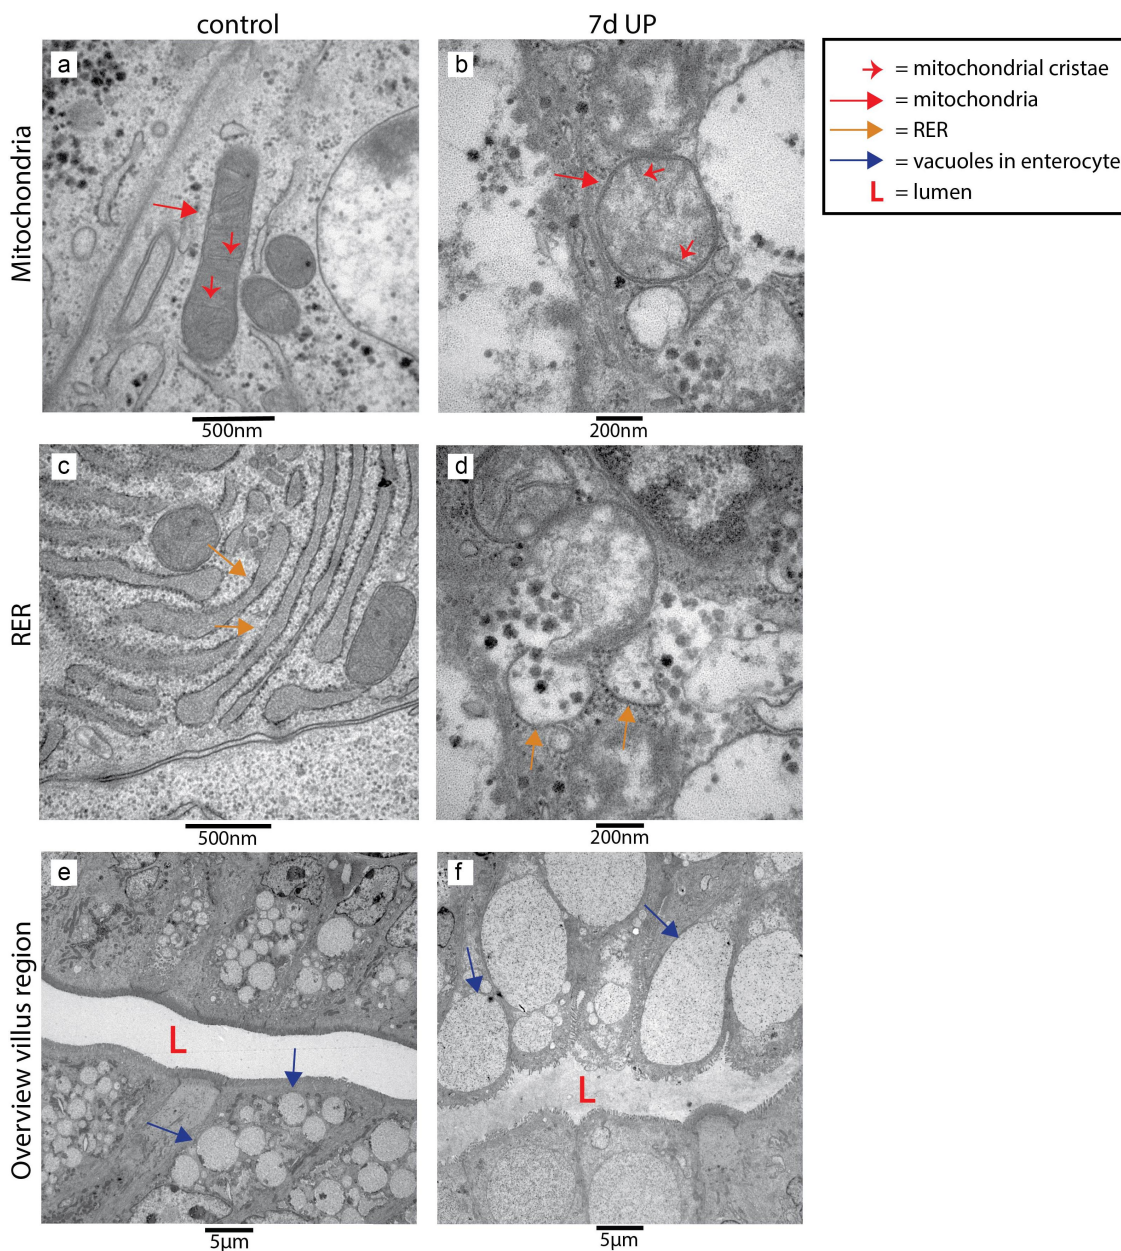 control
7d UP
Mitochondria
a
b
= mitochondrial cristae
= mitochondria
= RER
= vacuoles in enterocyte
L = lumen
500nm
200nm
RER
c
d
500nm
200nm
Overview villus region
e
f
L
L
5µm
5µm